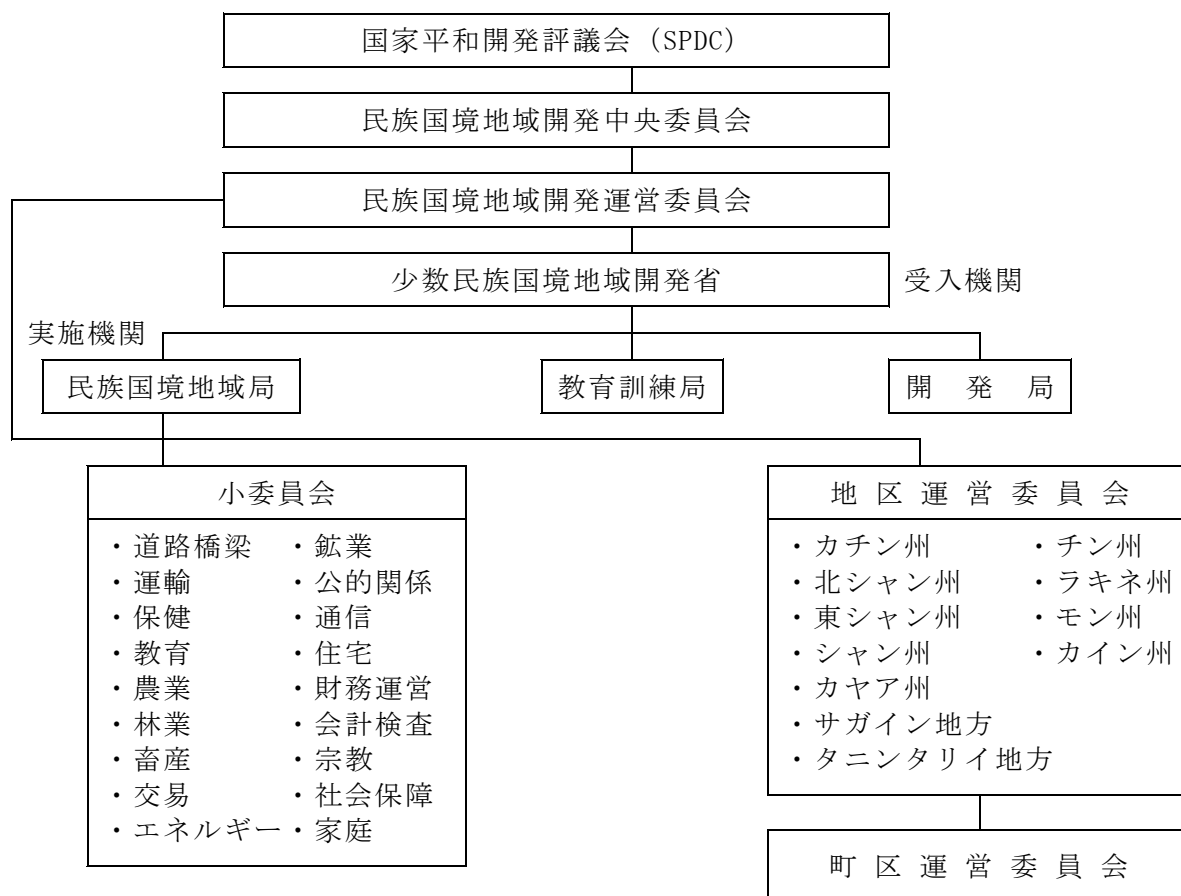 国家平和開発評議会 (SPDC)
民族国境地域開発中央委員会
民族国境地域開発運営委員会
少数民族国境地域開発省
受入機関
実施機関
民族国境地域局
教育訓練局
開 発 局
小委員会
・道路橋梁 ・鉱業
・運輸 ・公的関係
・保健 ・通信
・教育 ・住宅
・農業 ・財務運営
・林業 ・会計検査
・畜産 ・宗教
・交易 ・社会保障
・エネルギー・家庭
地 区 運 営 委 員 会
・カチン州 ・チン州
・北シャン州 ・ラキネ州
・東シャン州 ・モン州
・シャン州 ・カイン州
・カヤア州
・サガイン地方
・タニンタリイ地方
町 区 運 営 委 員 会